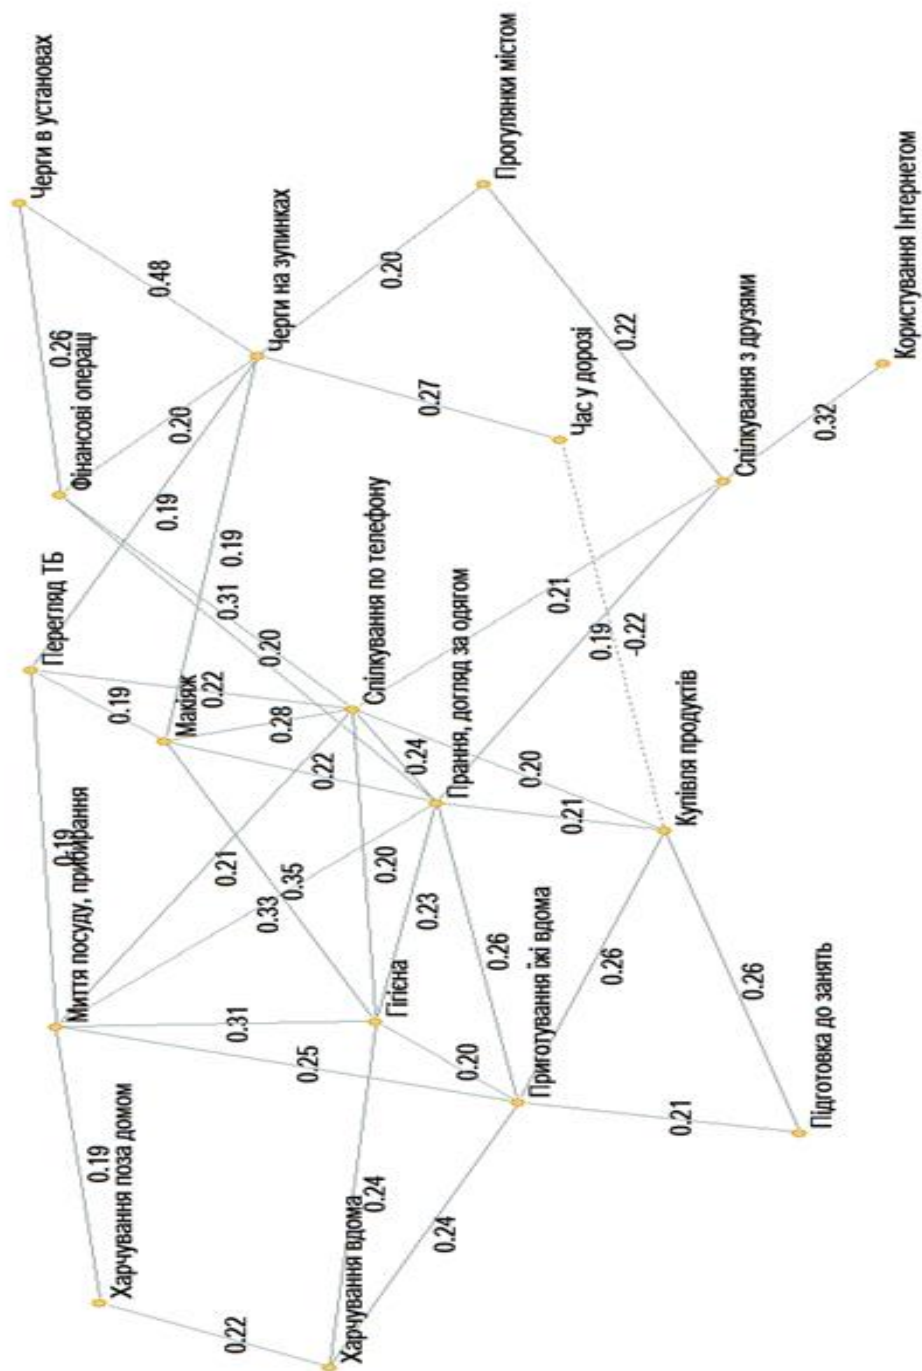 Черги в установах
Перегляд ТБ
0.26
0.19
Миття посуду, прибирання
Фінансові операці
0.19
0.19
Харчування поза домом
0.48
0.19
Макіяж
0.20
0.22
0.21
0.31
0.19
0.22
0.31
0.33
0.20
Черги на зупинках
0.28
0.35
0.25
0.22
Харчування вдома
0.24
Спілкування по телефону
0.20
0.20
Гігієна
0.23
0.24
0.27
0.24
Прання, догляд за одягом
0.20
0.26
Прогулянки містом
0.20
Приготування їжі вдома
0.21
0.21
Час у дорозі
0.19
0.26
0.22
-0.22
Купівля продуктів
0.21
Спілкування з друзями
0.26
Підготовка до занять
0.32
Користування Інтернетом